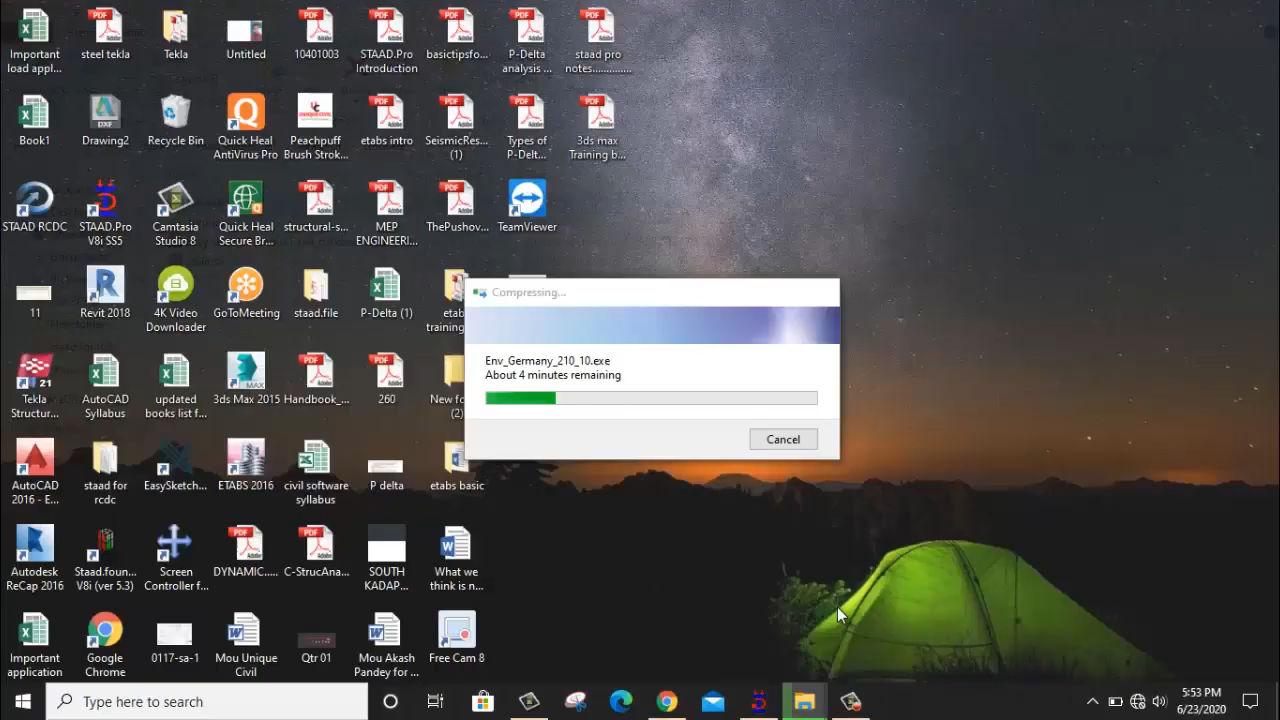 Important
load appl...
steel tekla
Tekla
Untitled
10401003
STAAD.Pro
Introduction
basictipsfo...
P-Delta
analysis ...
staad pro
notes..............
Book1
Drawing2
Recycle Bin
Quick Heal
AntiVirus Pro
Peachpuff
Brush Strok...
etabs intro
SeismicRes...
(1)
Types of
P-Delt...
3ds max
Training b...
STAAD RCDC
STAAD.Pro
V8i SS5
Camtasia
Studio 8
Quick Heal
Secure Br...
structural-s...
MEP
ENGINEERI...
ThePushov...
TeamViewer
11
Revit 2018
4K Video
Downloader
GoToMeeting
staad.file
P-Delta (1)
etab
training
Compressing...
Env_Germany_210_10.exe
About 4 minutes remaining
Cancel
Tekla
Structur...
AutoCAD
Syllabus
updated
books list f...
3ds Max 2015
Handbook_...
260
New fo
(2)
AutoCAD
2016 - E...
staad for
rcdc
EasySketch...
ETABS 2016
civil software
syllabus
P delta
etabs basic
Autodesk
ReCap 2016
Staad.foun...
V8i (ver 5.3)
Screen
Controller f...
DYNAMIC....
C-StrucAna...
SOUTH
KADAP...
What we
think is n...
Important
application
Google
Chrome
0117-sa-1
Mou Unique
Civil
Qtr 01
Mou Akash
Pandey for ...
Free Cam 8
Type here to search
5:53 PM
6/23/2020